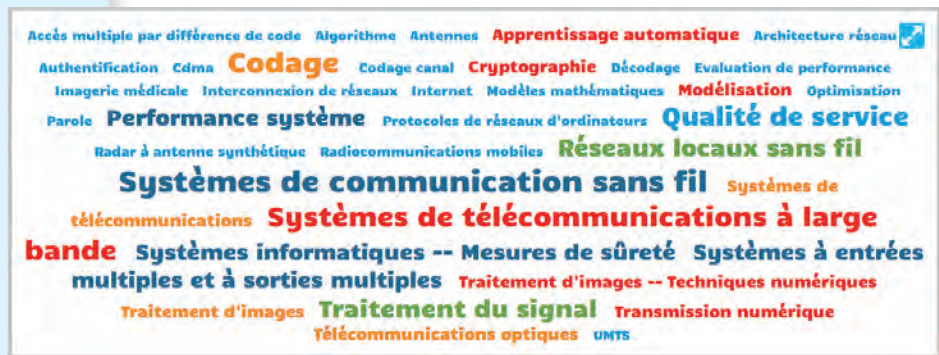 Accès multiple par différence de code Algorithme Antennes Apprentissage automatique Architecture réseau
Authentification Cdma Codage Codage canal Cryptographie Décodage Evaluation de performance
Imagerie médicale Interconnexion de réseaux Internet Modèles mathématiques Modélisation Optimisation
Parole Performance système Protocoles de réseaux d'ordinateurs Qualité de service
Radar à antenne synthétique Radiocommunications mobiles Réseaux locaux sans fil
Systèmes de communication sans fil Systèmes de
télécommunications Systèmes de télécommunications à large
bande Systèmes informatiques -- Mesures de sûreté Systèmes à entrées
multiples et à sorties multiples Traitement d'images -- Techniques numériques
Traitement d'images Traitement du signal Transmission numérique
Télécommunications optiques UMTS